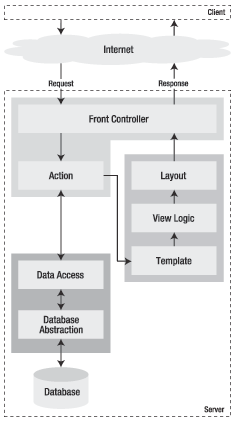 Client
Internet
Request
Response
Front Controller
Action
Layout
View Logic
Template
Data Access
Database
Abstraction
Database
Server